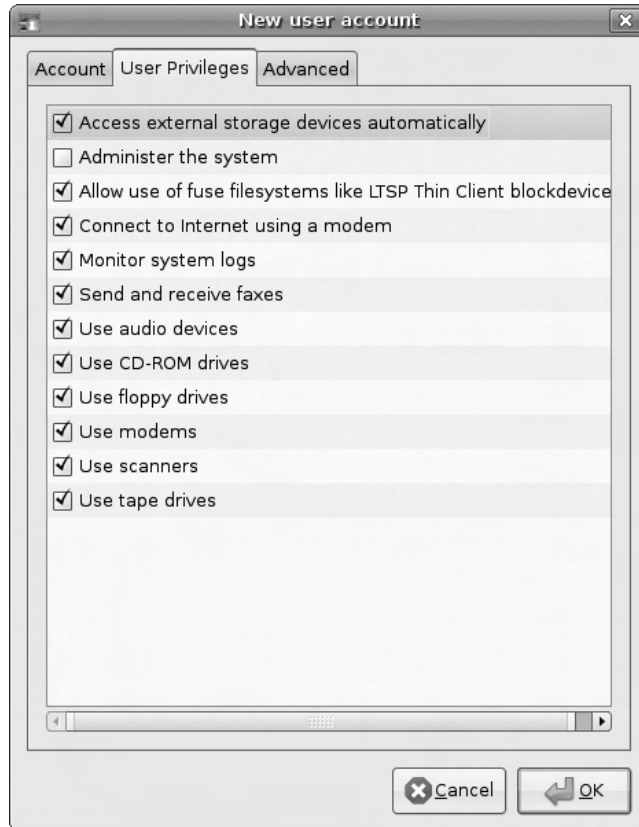 New user account
Account
User Privileges
Advanced
Access external storage devices automatically
Administer the system
Allow use of fuse filesystems like LTSP Thin Client blockdevice
Connect to Internet using a modem
Monitor system logs
Send and receive faxes
Use audio devices
Use CD-ROM drives
Use floppy drives
Use modems
Use scanners
Use tape drives
Cancel
OK